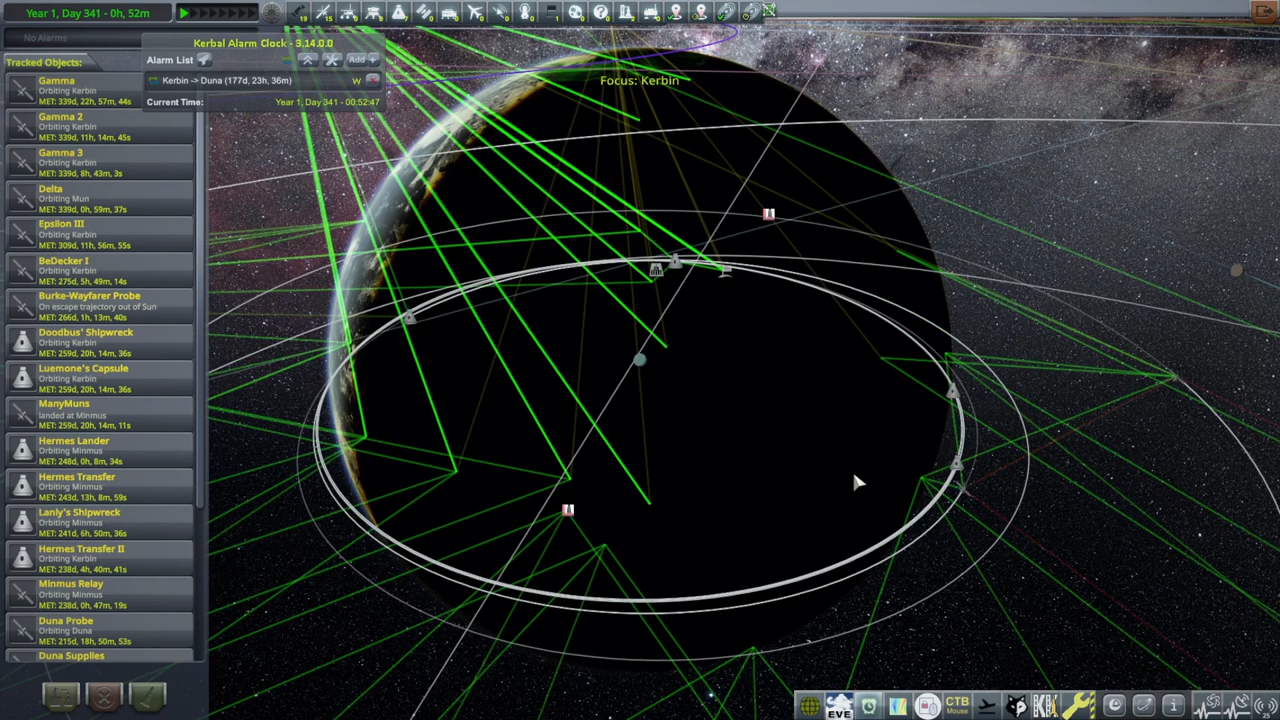 Year 1, Day 341 - 0h, 52m
No Alarms
Kerbal Alarm Clock - 3.14.0.0
Alarm List
Add +
Kerbin -> Duna (177d, 23h, 36m)
W
Current Time:
Year 1, Day 341 - 00:52:47
Focus: Kerbin
Tracked Objects:
Gamma
Orbiting Kerbin
MET: 339d, 22h, 57m, 44s
Gamma 2
Orbiting Kerbin
MET: 339d, 11h, 14m, 45s
Gamma 3
Orbiting Kerbin
MET: 339d, 8h, 43m, 3s
Delta
Orbiting Mun
MET: 339d, 0h, 59m, 37s
Epsilon III
Orbiting Kerbin
MET: 309d, 11h, 56m, 55s
BeDecker I
Orbiting Kerbin
MET: 275d, 5h, 49m, 14s
Burke-Wayfarer Probe
On escape trajectory out of Sun
MET: 266d, 1h, 13m, 40s
Doodbus' Shipwreck
Orbiting Kerbin
MET: 259d, 20h, 14m, 36s
Luemone's Capsule
Orbiting Kerbin
MET: 259d, 20h, 14m, 36s
ManyMuns
landed at Minmus
MET: 259d, 20h, 14m, 11s
Hermes Lander
Orbiting Minmus
MET: 248d, 0h, 8m, 34s
Hermes Transfer
Orbiting Minmus
MET: 243d, 13h, 8m, 59s
Lanly's Shipwreck
Orbiting Minmus
MET: 241d, 6h, 50m, 36s
Hermes Transfer II
Orbiting Kerbin
MET: 238d, 4h, 40m, 41s
Minmus Relay
Orbiting Minmus
MET: 238d, 0h, 47m, 19s
Duna Probe
Orbiting Duna
MET: 215d, 18h, 50m, 53s
Duna Supplies
EVE
CTB
Mouse